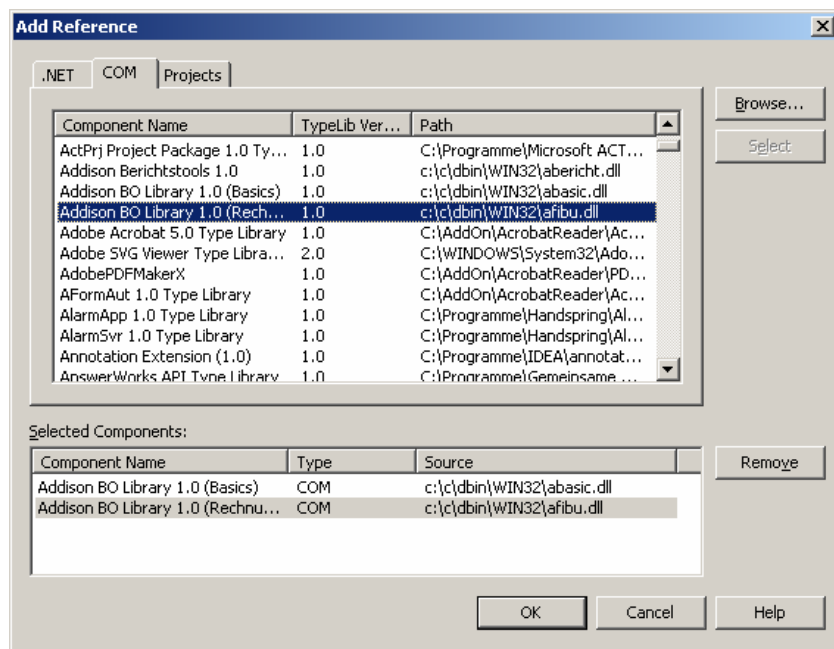 Add Reference
.NET COM Projects
Browse...
Select
Component Name TypeLib Ver... Path
ActPrj Project Package 1.0 Ty... 1.0 C:\Programme\Microsoft ACT...
Addison Berichtstools 1.0 1.0 c:\c\dbin\WIN32\abericht.dll
Addison BO Library 1.0 (Basics) 1.0 c:\c\dbin\WIN32\abasic.dll
Addison BO Library 1.0 (Rech... 1.0 c:\c\dbin\WIN32\afibu.dll
Adobe Acrobat 5.0 Type Library 1.0 C:\AddOn\AcrobatReader\Ac...
Adobe SVG Viewer Type Libra... 2.0 C:\WINDOWS\System32\Ado...
AdobePDFMakerX 1.0 C:\AddOn\AcrobatReader\PD...
AFormAut 1.0 Type Library 1.0 C:\AddOn\AcrobatReader\Ac...
AlarmApp 1.0 Type Library 1.0 C:\Programme\Handspring\Al...
AlarmSvr 1.0 Type Library 1.0 C:\Programme\Handspring\Al...
Annotation Extension (1.0) 1.0 C:\Programme\IDEA\annotat...
AnswerWorks API Type Library 1.0 C:\Programme\Gemeinsame ...
Selected Components:
Component Name Type Source
Remove
Addison BO Library 1.0 (Basics) COM c:\c\dbin\WIN32\abasic.dll
Addison BO Library 1.0 (Rechnu... COM c:\c\dbin\WIN32\afibu.dll
OK Cancel Help